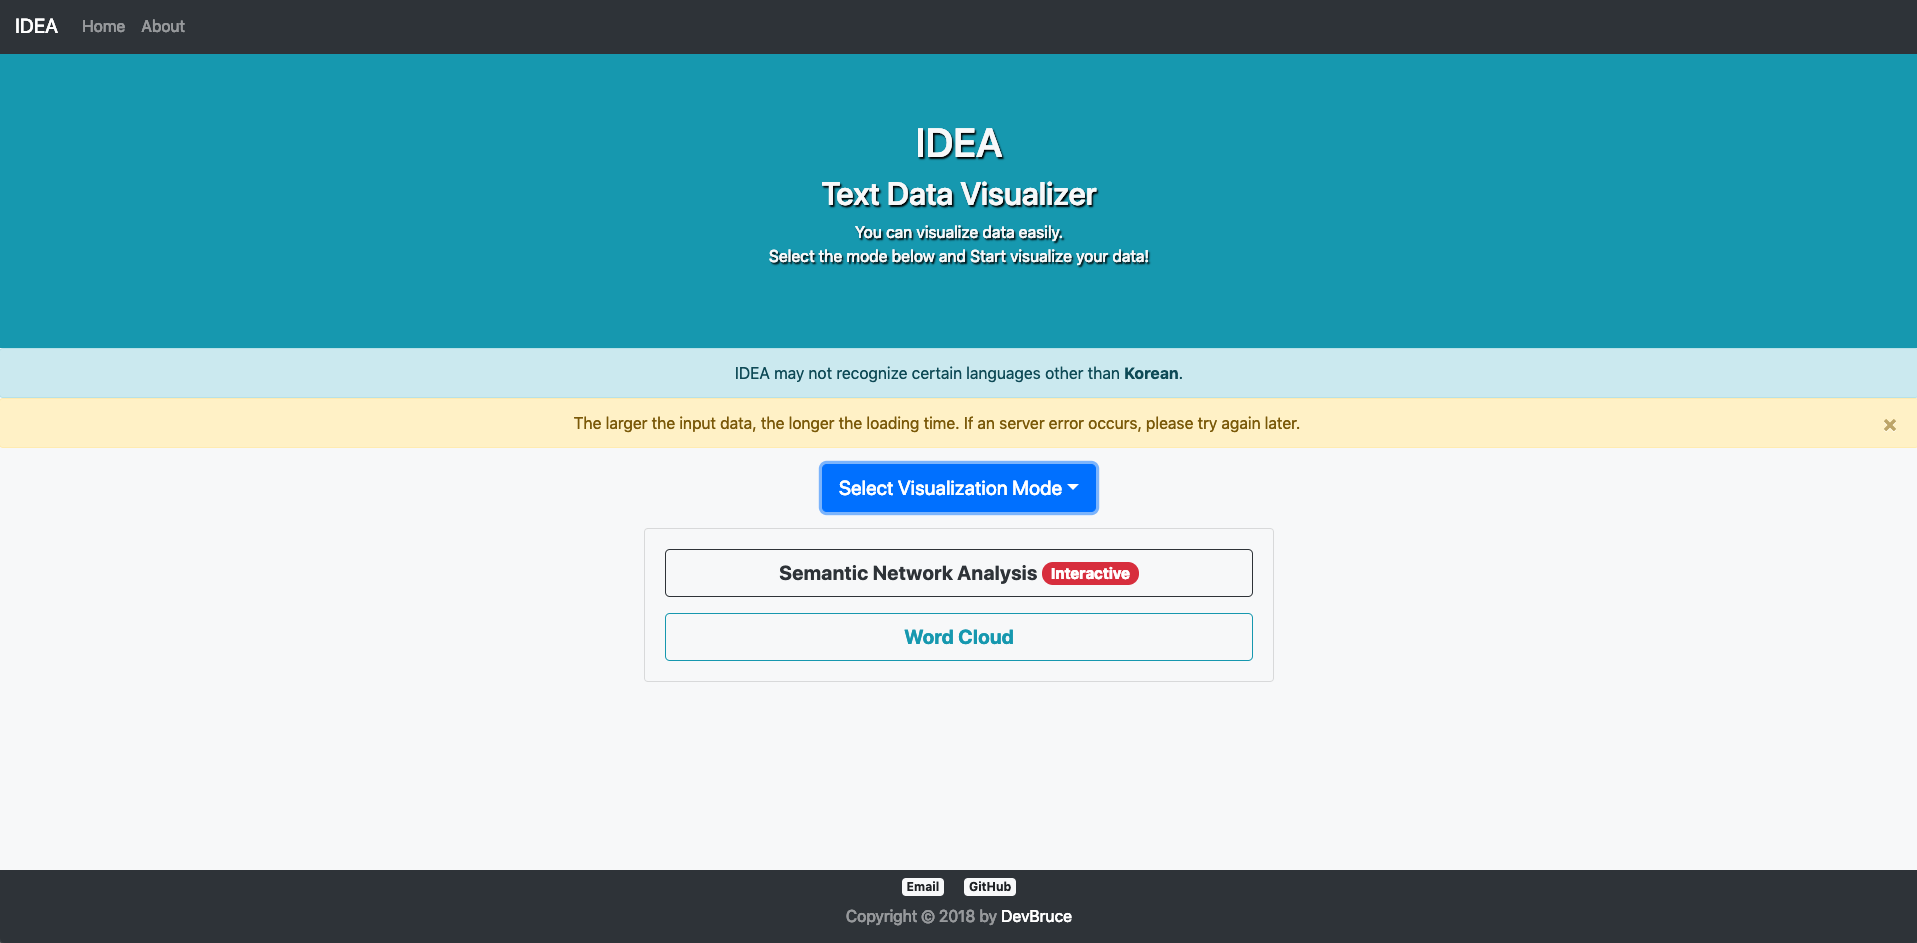 IDEA Home About
IDEA
Text Data Visualizer
You can visualize data easily.
Select the mode below and Start visualize your data!
IDEA may not recognize certain languages other than Korean.
The larger the input data, the longer the loading time. If an server error occurs, please try again later. ×
Select Visualization Mode
Semantic Network Analysis Interactive
Word Cloud
Email GitHub
Copyright © 2018 by DevBruce